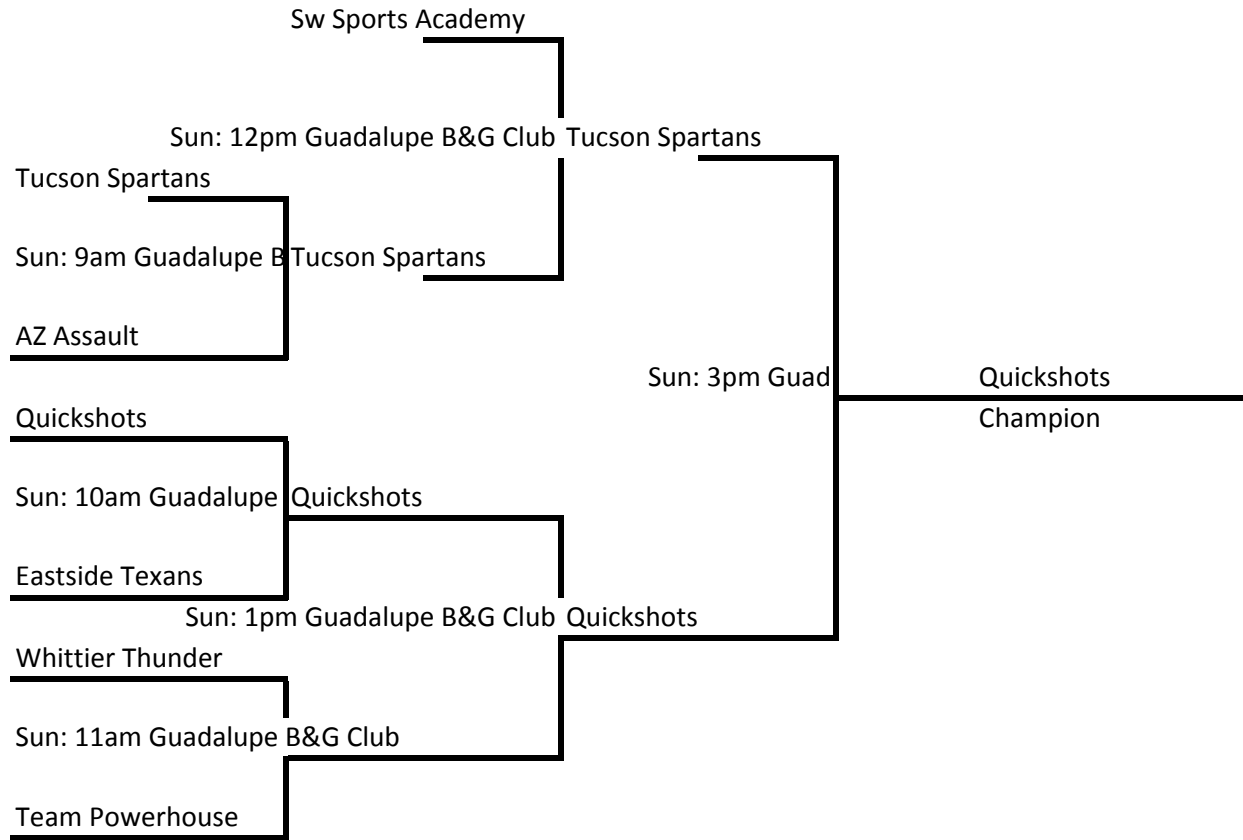 Sw Sports Academy
Sun: 12pm Guadalupe B&G Club Tucson Spartans
Tucson Spartans
Sun: 9am Guadalupe B Tucson Spartans
AZ Assault
Sun: 3pm Guad
Quickshots
Champion
Quickshots
Sun: 10am Guadalupe Quickshots
Eastside Texans
Sun: 1pm Guadalupe B&G Club Quickshots
Whittier Thunder
Sun: 11am Guadalupe B&G Club
Team Powerhouse